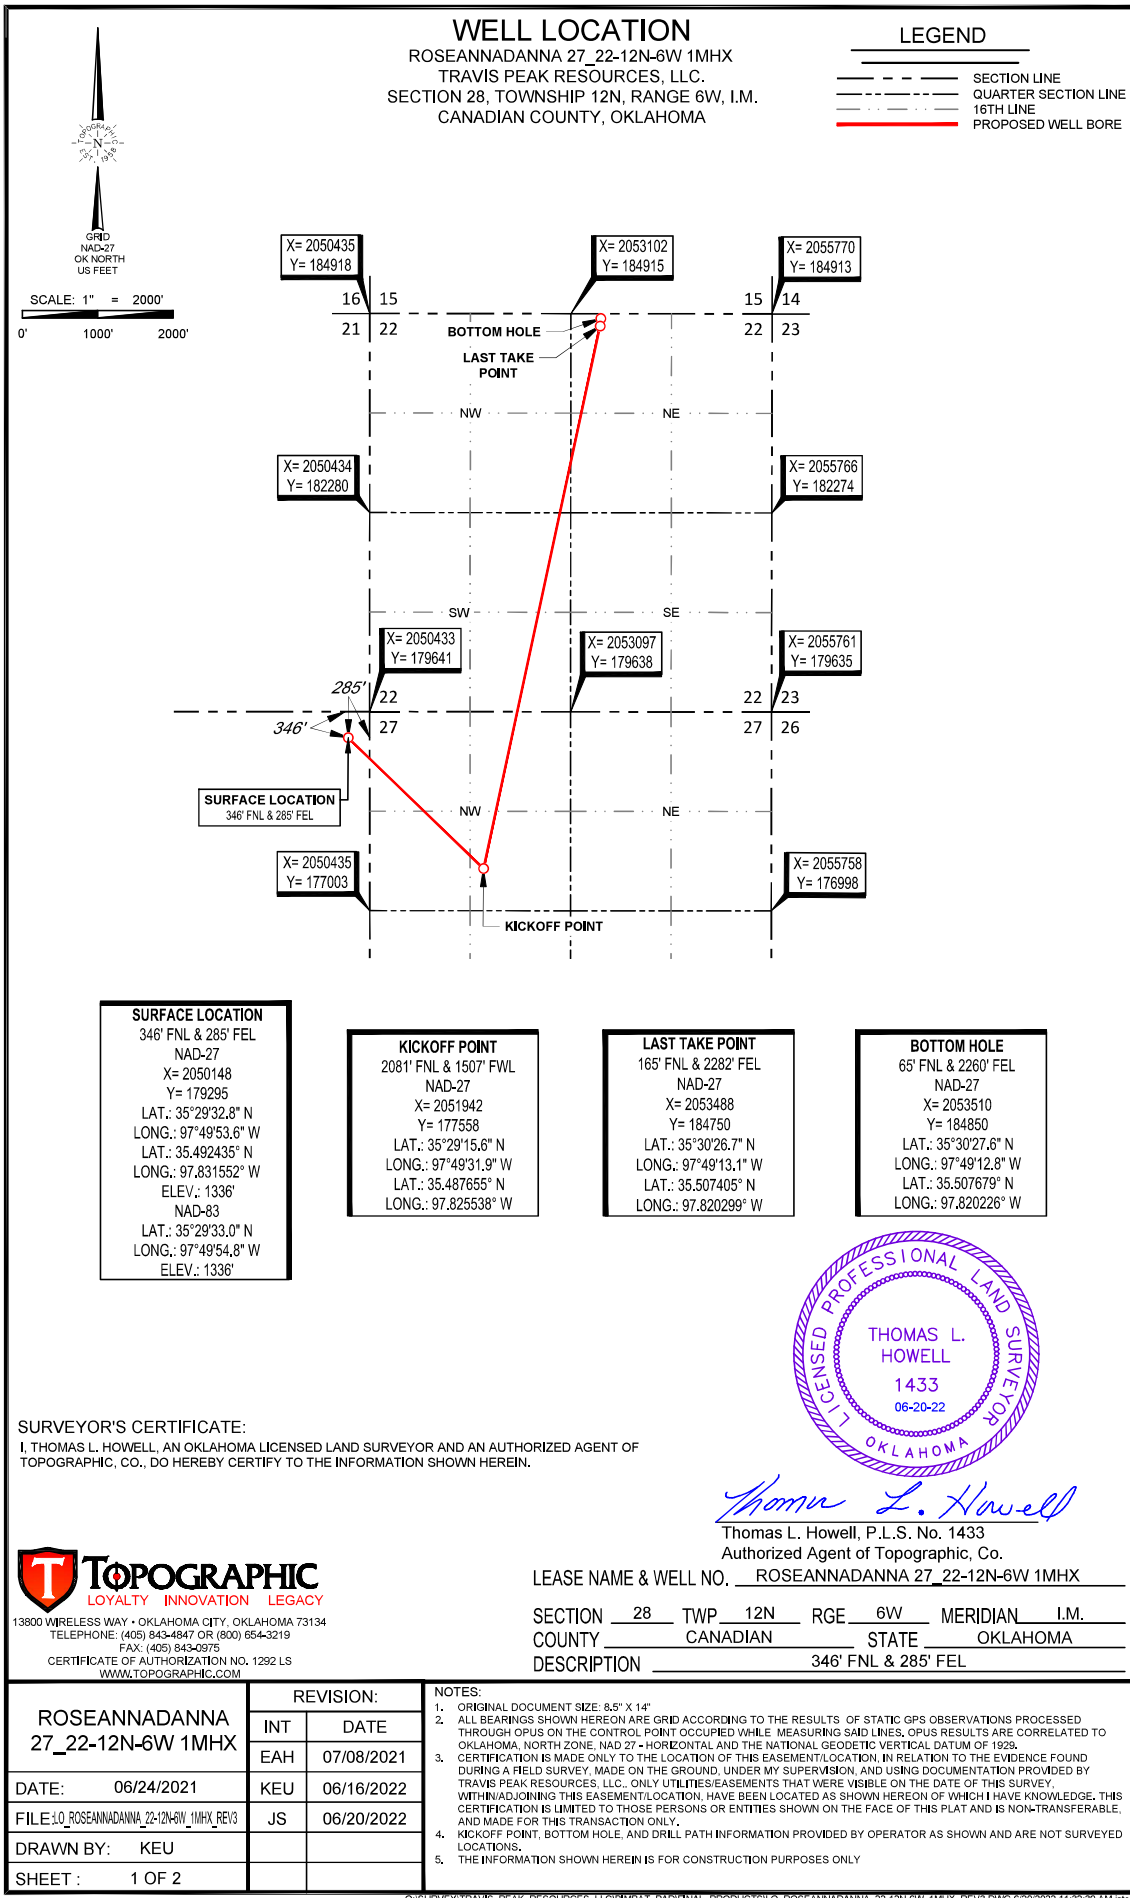 WELL LOCATION
ROSEANNADANNA 27_22-12N-6W 1MHX
TRAVIS PEAK RESOURCES, LLC.
SECTION 28, TOWNSHIP 12N, RANGE 6W, I.M.
CANADIAN COUNTY, OKLAHOMA
LEGEND
SECTION LINE
QUARTER SECTION LINE
16TH LINE
PROPOSED WELL BORE
TOPOGRAPHIC
N
EST. 1958
GRID
NAD-27
OK NORTH
US FEET
SCALE: 1" = 2000'
0' 1000' 2000'
X= 2050435
Y= 184918
X= 2053102
Y= 184915
X= 2055770
Y= 184913
16 15
21 22
15 14
22 23
BOTTOM HOLE
LAST TAKE
POINT
NW
NE
X= 2050434
Y= 182280
X= 2055766
Y= 182274
SW
SE
X= 2050433
Y= 179641
X= 2053097
Y= 179638
X= 2055761
Y= 179635
285'
346'
22
27
22 23
27 26
SURFACE LOCATION
346' FNL & 285' FEL
NW
NE
X= 2050435
Y= 177003
X= 2055758
Y= 176998
KICKOFF POINT
SURFACE LOCATION
346' FNL & 285' FEL
NAD-27
X= 2050148
Y= 179295
LAT.: 35°29'32.8" N
LONG.: 97°49'53.6" W
LAT.: 35.492435° N
LONG.: 97.831552° W
ELEV.: 1336'
NAD-83
LAT.: 35°29'33.0" N
LONG.: 97°49'54.8" W
ELEV.: 1336'
KICKOFF POINT
2081' FNL & 1507' FWL
NAD-27
X= 2051942
Y= 177558
LAT.: 35°29'15.6" N
LONG.: 97°49'31.9" W
LAT.: 35.487655° N
LONG.: 97.825538° W
LAST TAKE POINT
165' FNL & 2282' FEL
NAD-27
X= 2053488
Y= 184750
LAT.: 35°30'26.7" N
LONG.: 97°49'13.1" W
LAT.: 35.507405° N
LONG.: 97.820299° W
BOTTOM HOLE
65' FNL & 2260' FEL
NAD-27
X= 2053510
Y= 184850
LAT.: 35°30'27.6" N
LONG.: 97°49'12.8" W
LAT.: 35.507679° N
LONG.: 97.820226° W
LICENSED PROFESSIONAL LAND SURVEYOR
THOMAS L.
HOWELL
1433
06-20-22
OKLAHOMA
SURVEYOR'S CERTIFICATE:
I, THOMAS L. HOWELL, AN OKLAHOMA LICENSED LAND SURVEYOR AND AN AUTHORIZED AGENT OF
TOPOGRAPHIC, CO., DO HEREBY CERTIFY TO THE INFORMATION SHOWN HEREIN.
Thomas L. Howell
Thomas L. Howell, P.L.S. No. 1433
Authorized Agent of Topographic, Co.
T TOPOGRAPHIC
LOYALTY INNOVATION LEGACY
13800 WIRELESS WAY • OKLAHOMA CITY, OKLAHOMA 73134
TELEPHONE: (405) 843-4847 OR (800) 654-3219
FAX: (405) 843-0975
CERTIFICATE OF AUTHORIZATION NO. 1292 LS
WWW.TOPOGRAPHIC.COM
LEASE NAME & WELL NO. ROSEANNADANNA 27_22-12N-6W 1MHX
SECTION 28 TWP 12N RGE 6W MERIDIAN I.M.
COUNTY CANADIAN STATE OKLAHOMA
DESCRIPTION 346' FNL & 285' FEL
ROSEANNADANNA
27_22-12N-6W 1MHX
DATE: 06/24/2021
FILE:LO_ROSEANNADANNA_22-12N-6W_1MHX_REV3
DRAWN BY: KEU
SHEET : 1 OF 2
REVISION:
INT DATE
EAH 07/08/2021
KEU 06/16/2022
JS 06/20/2022
NOTES:
1. ORIGINAL DOCUMENT SIZE: 8.5" X 14"
2. ALL BEARINGS SHOWN HEREON ARE GRID ACCORDING TO THE RESULTS OF STATIC GPS OBSERVATIONS PROCESSED
THROUGH OPUS ON THE CONTROL POINT OCCUPIED WHILE MEASURING SAID LINES. OPUS RESULTS ARE CORRELATED TO
OKLAHOMA, NORTH ZONE, NAD 27 - HORIZONTAL AND THE NATIONAL GEODETIC VERTICAL DATUM OF 1929.
3. CERTIFICATION IS MADE ONLY TO THE LOCATION OF THIS EASEMENT/LOCATION, IN RELATION TO THE EVIDENCE FOUND
DURING A FIELD SURVEY, MADE ON THE GROUND, UNDER MY SUPERVISION, AND USING DOCUMENTATION PROVIDED BY
TRAVIS PEAK RESOURCES, LLC.. ONLY UTILITIES/EASEMENTS THAT WERE VISIBLE ON THE DATE OF THIS SURVEY,
WITHIN/ADJOINING THIS EASEMENT/LOCATION, HAVE BEEN LOCATED AS SHOWN HEREON OF WHICH I HAVE KNOWLEDGE. THIS
CERTIFICATION IS LIMITED TO THOSE PERSONS OR ENTITIES SHOWN ON THE FACE OF THIS PLAT AND IS NON-TRANSFERABLE,
AND MADE FOR THIS TRANSACTION ONLY.
4. KICKOFF POINT, BOTTOM HOLE, AND DRILL PATH INFORMATION PROVIDED BY OPERATOR AS SHOWN AND ARE NOT SURVEYED
LOCATIONS.
5. THE INFORMATION SHOWN HEREIN IS FOR CONSTRUCTION PURPOSES ONLY